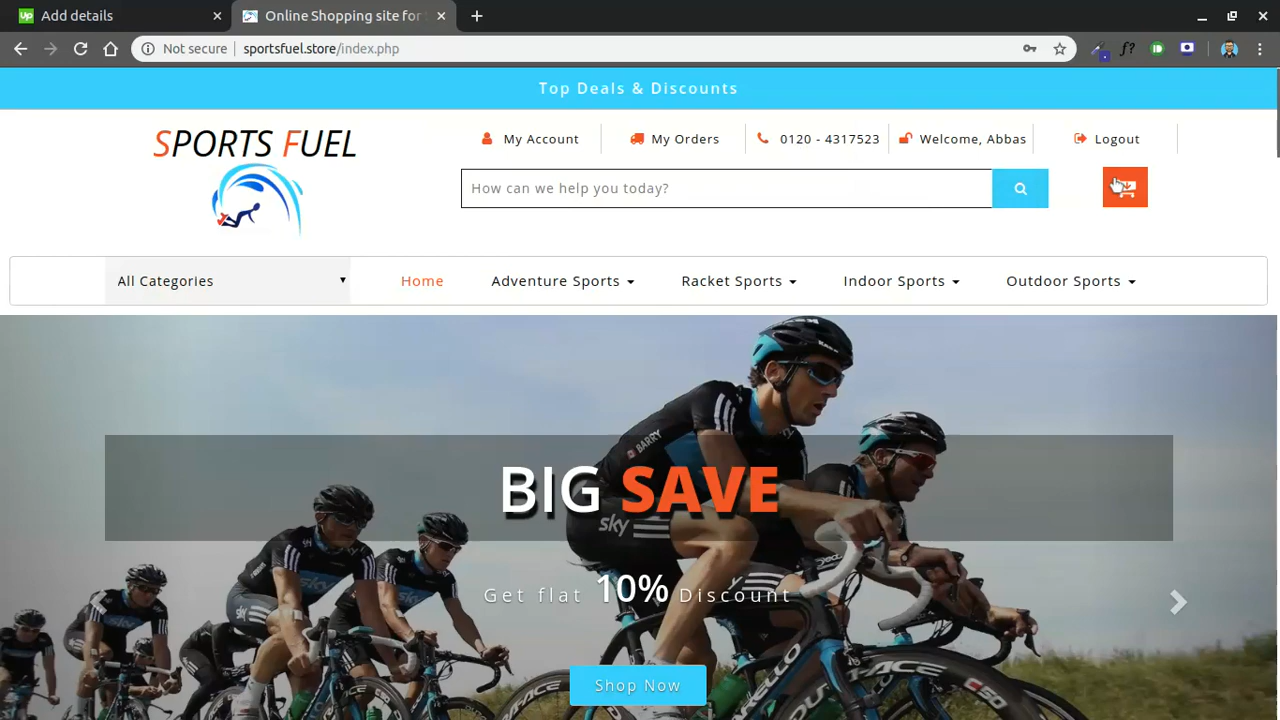 Add details
Online Shopping site for
Not secure
sportsfuel.store/index.php
f?
Top Deals & Discounts
SPORTS FUEL
My Account
My Orders
0120 - 4317523
Welcome, Abbas
Logout
How can we help you today?
All Categories
Home
Adventure Sports
Racket Sports
Indoor Sports
Outdoor Sports
BARRY
BIG SAVE
sky
Get flat 10% Discount
Shop Now